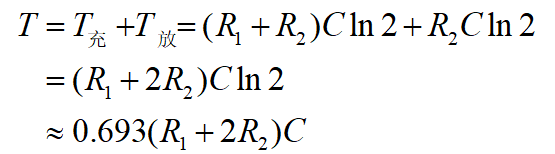 T = T充 + T放 = (R₁ + R₂)C ln 2 + R₂C ln 2
= (R₁ + 2R₂)C ln 2
≈ 0.693(R₁ + 2R₂)C